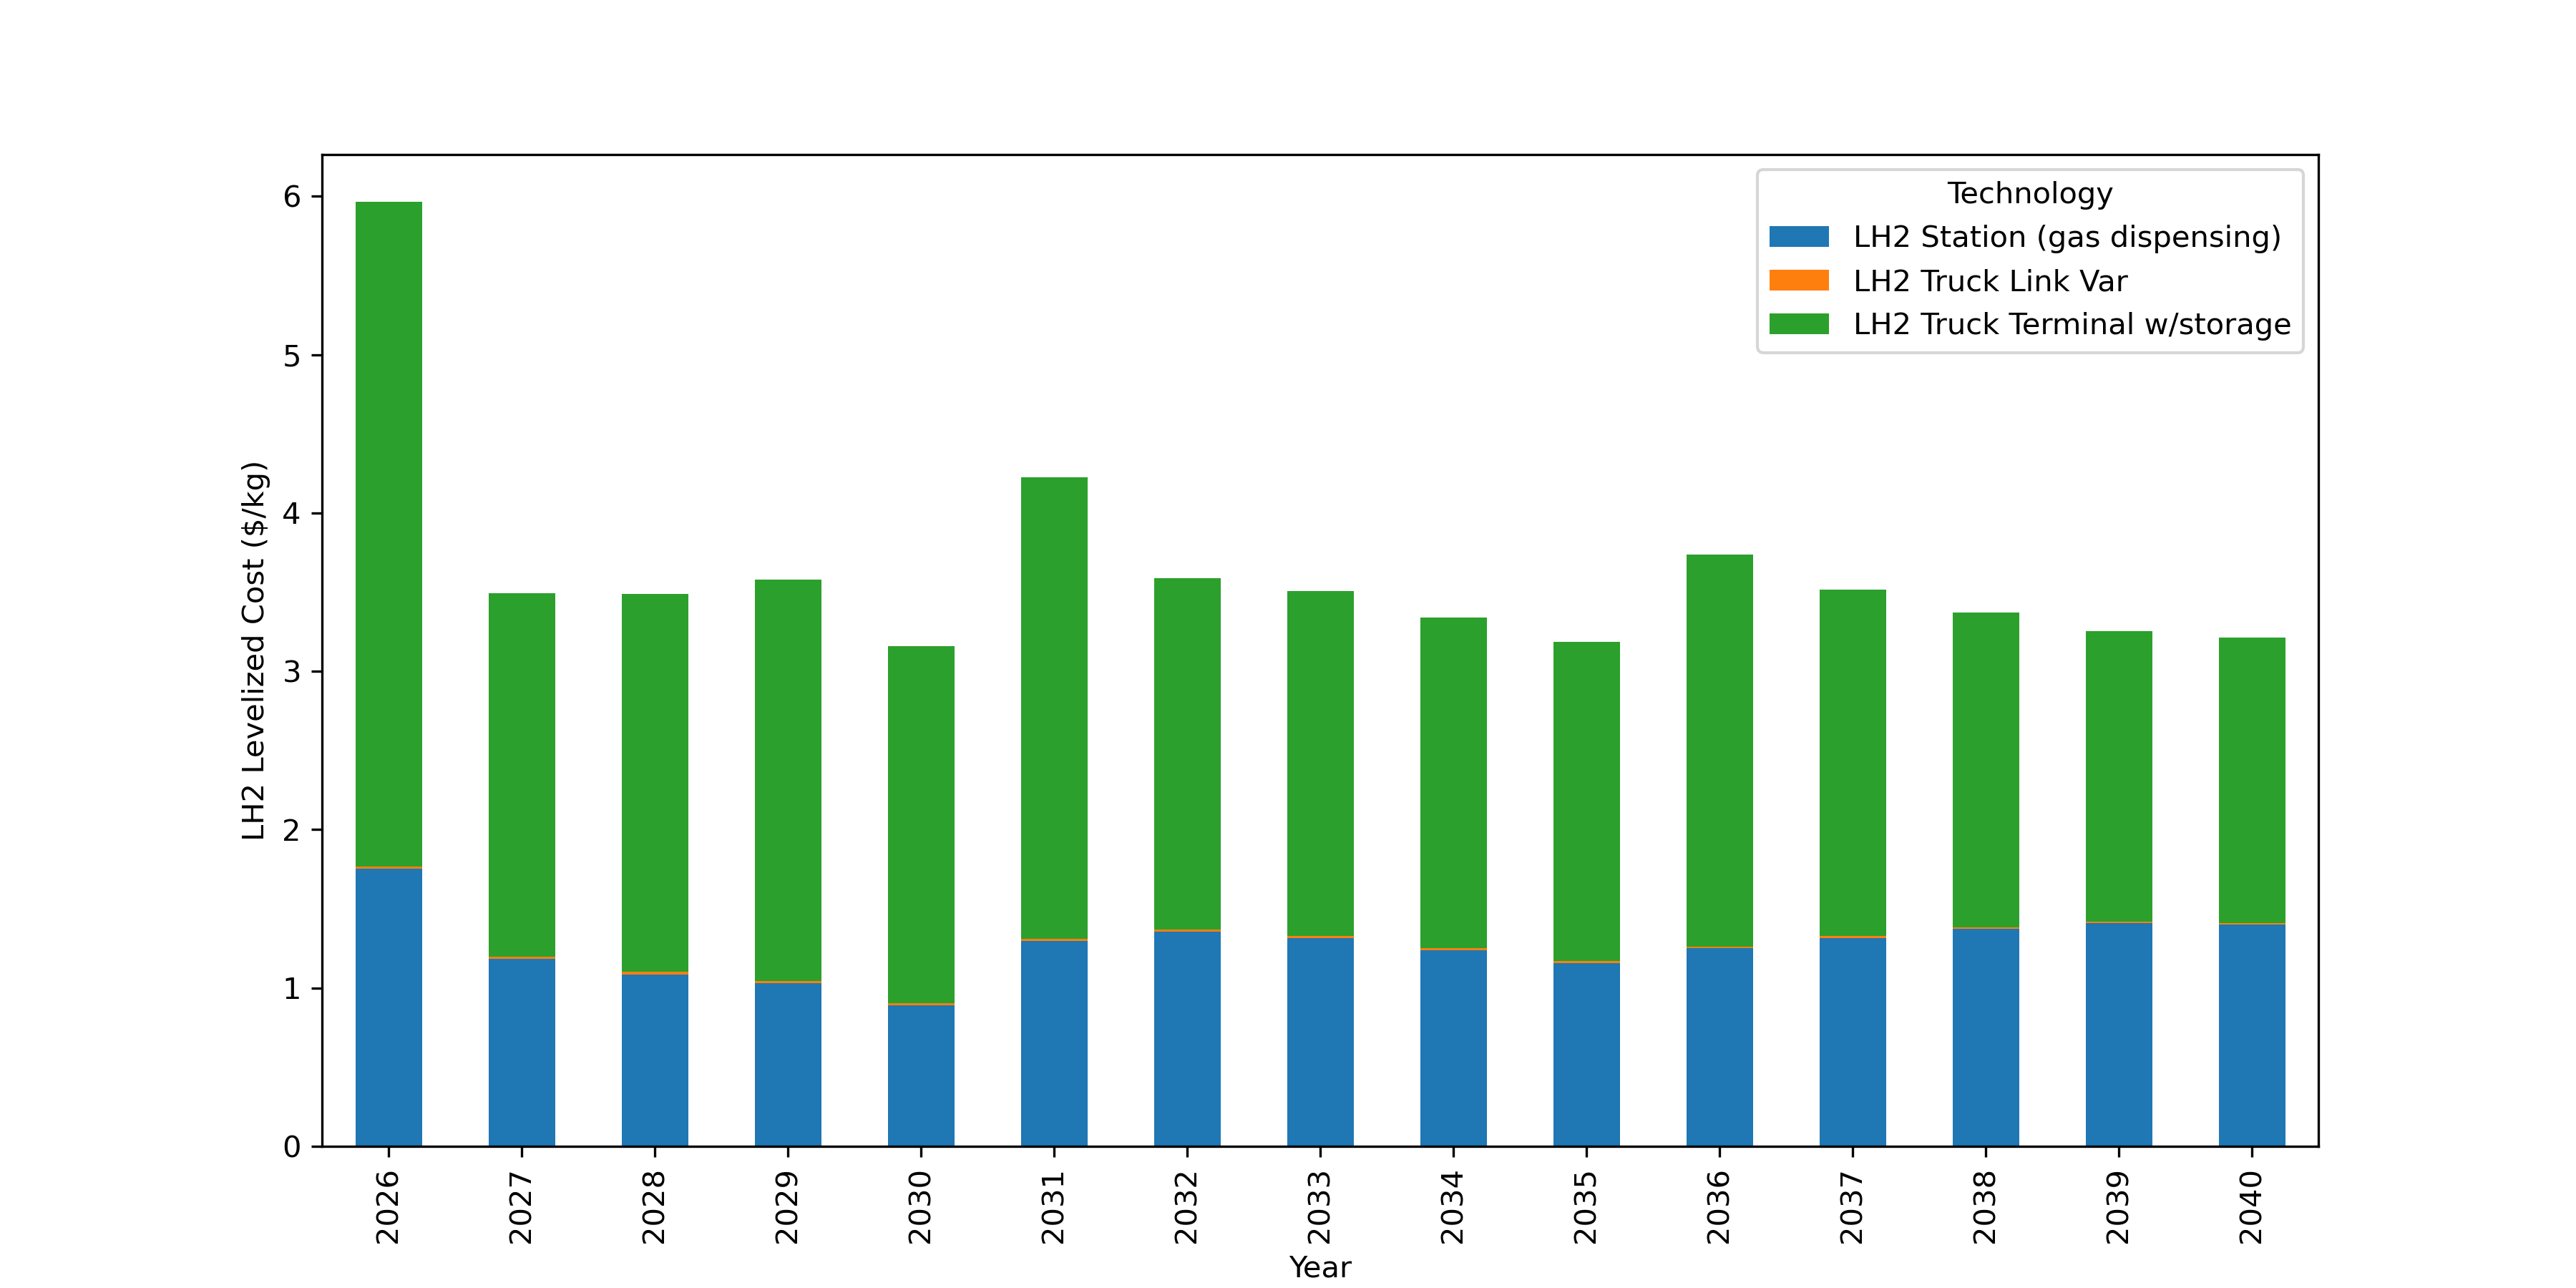 Technology
LH2 Station (gas dispensing)
LH2 Truck Link Var
LH2 Truck Terminal w/storage
LH2 Levelized Cost ($/kg)
6
5
4
3
2
1
0
2026 2027 2028 2029 2030 2031 2032 2033 2034 2035 2036 2037 2038 2039 2040
Year